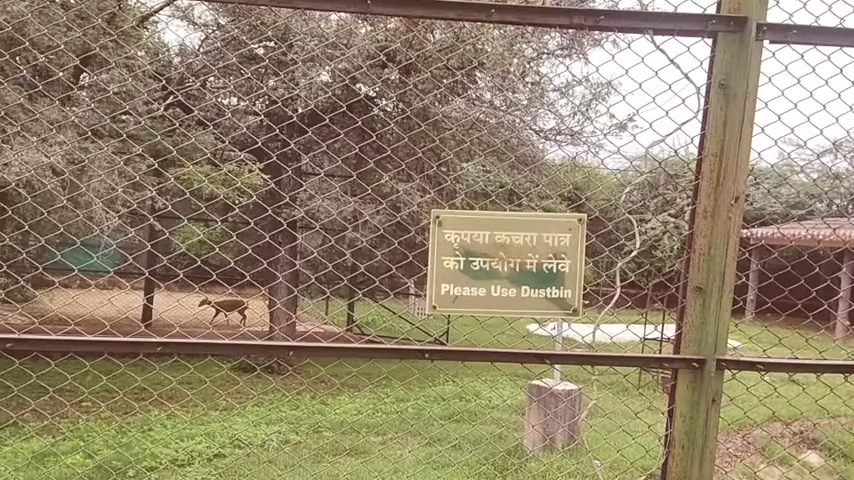 कृपया कचरा पात्र
को उपयोग में लेवे
Please Use Dustbin